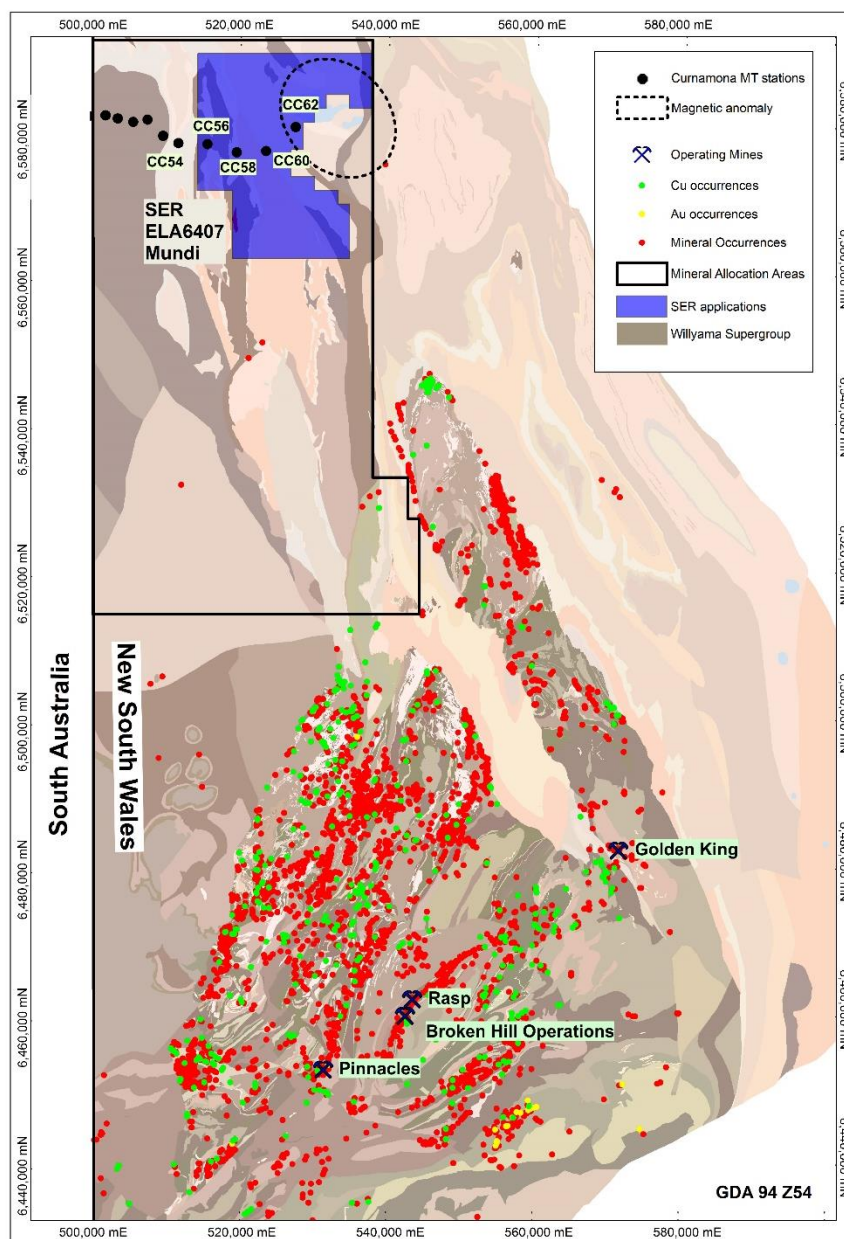 500,000 mE
520,000 mE
540,000 mE
560,000 mE
580,000 mE
6,580,000 mN
6,560,000 mN
6,540,000 mN
6,520,000 mN
6,500,000 mN
6,480,000 mN
6,460,000 mN
6,440,000 mN
CC62
CC56
CC54
CC58
CC60
SER
ELA6407
Mundi
Curnamona MT stations
Magnetic anomaly
Operating Mines
Cu occurrences
Au occurrences
Mineral Occurrences
Mineral Allocation Areas
SER applications
Willyama Supergroup
South Australia
New South Wales
Golden King
Rasp
Broken Hill Operations
Pinnacles
GDA 94 Z54
500,000 mE
520,000 mE
540,000 mE
560,000 mE
580,000 mE